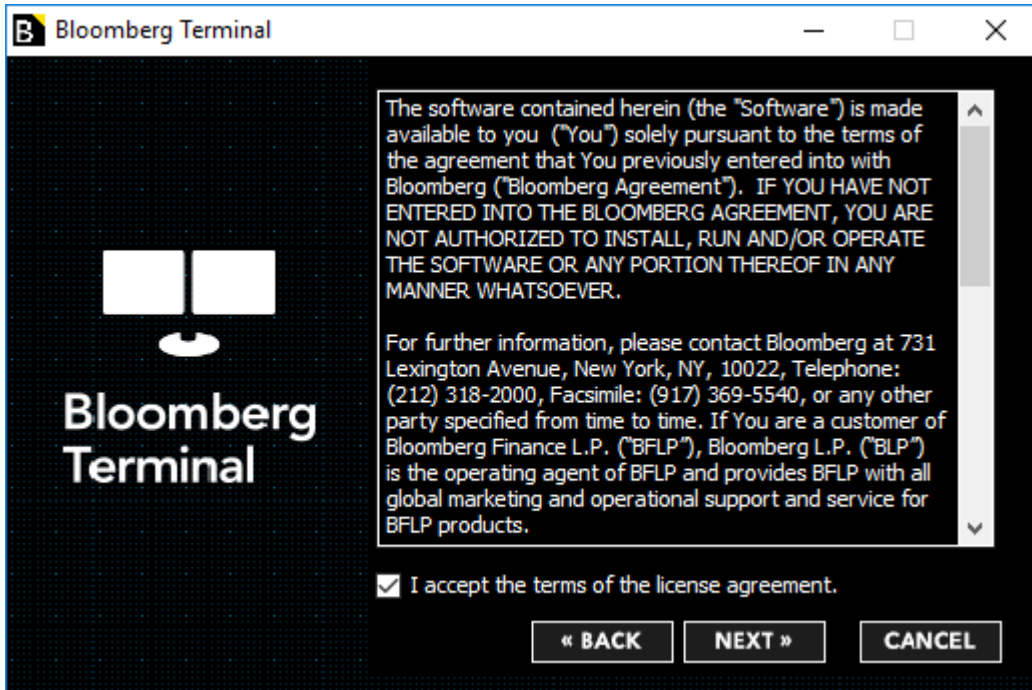 Bloomberg Terminal
The software contained herein (the "Software") is made
available to you  ("You") solely pursuant to the terms of
the agreement that You previously entered into with
Bloomberg ("Bloomberg Agreement").  IF YOU HAVE NOT
ENTERED INTO THE BLOOMBERG AGREEMENT, YOU ARE
NOT AUTHORIZED TO INSTALL, RUN AND/OR OPERATE
THE SOFTWARE OR ANY PORTION THEREOF IN ANY
MANNER WHATSOEVER.
For further information, please contact Bloomberg at 731
Lexington Avenue, New York, NY, 10022, Telephone:
(212) 318-2000, Facsimile: (917) 369-5540, or any other
party specified from time to time. If You are a customer of
Bloomberg Finance L.P. ("BFLP"), Bloomberg L.P. ("BLP")
is the operating agent of BFLP and provides BFLP with all
global marketing and operational support and service for
BFLP products.
Bloomberg
Terminal
I accept the terms of the license agreement.
« BACK
NEXT »
CANCEL